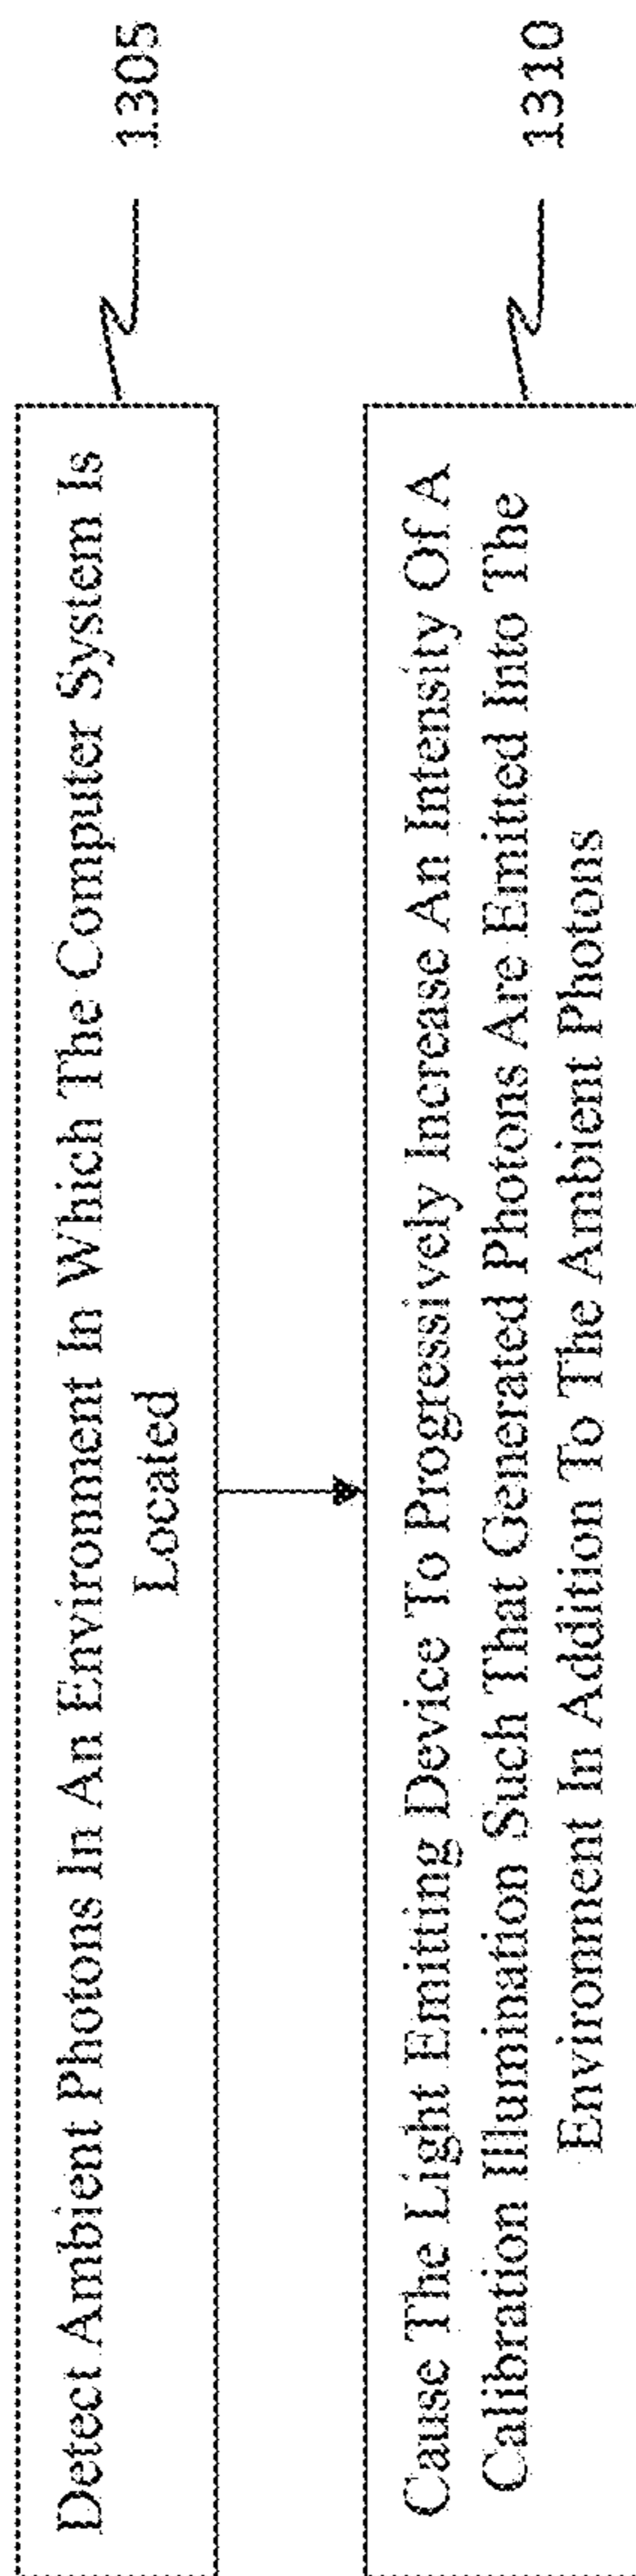 Detect Ambient Photons In An Environment In Which The Computer System Is
Located
1305
Cause The Light Emitting Device To Progressively Increase An Intensity Of A
Calibration Illumination Such That Generated Photons Are Emitted Into The
Environment In Addition To The Ambient Photons
1310